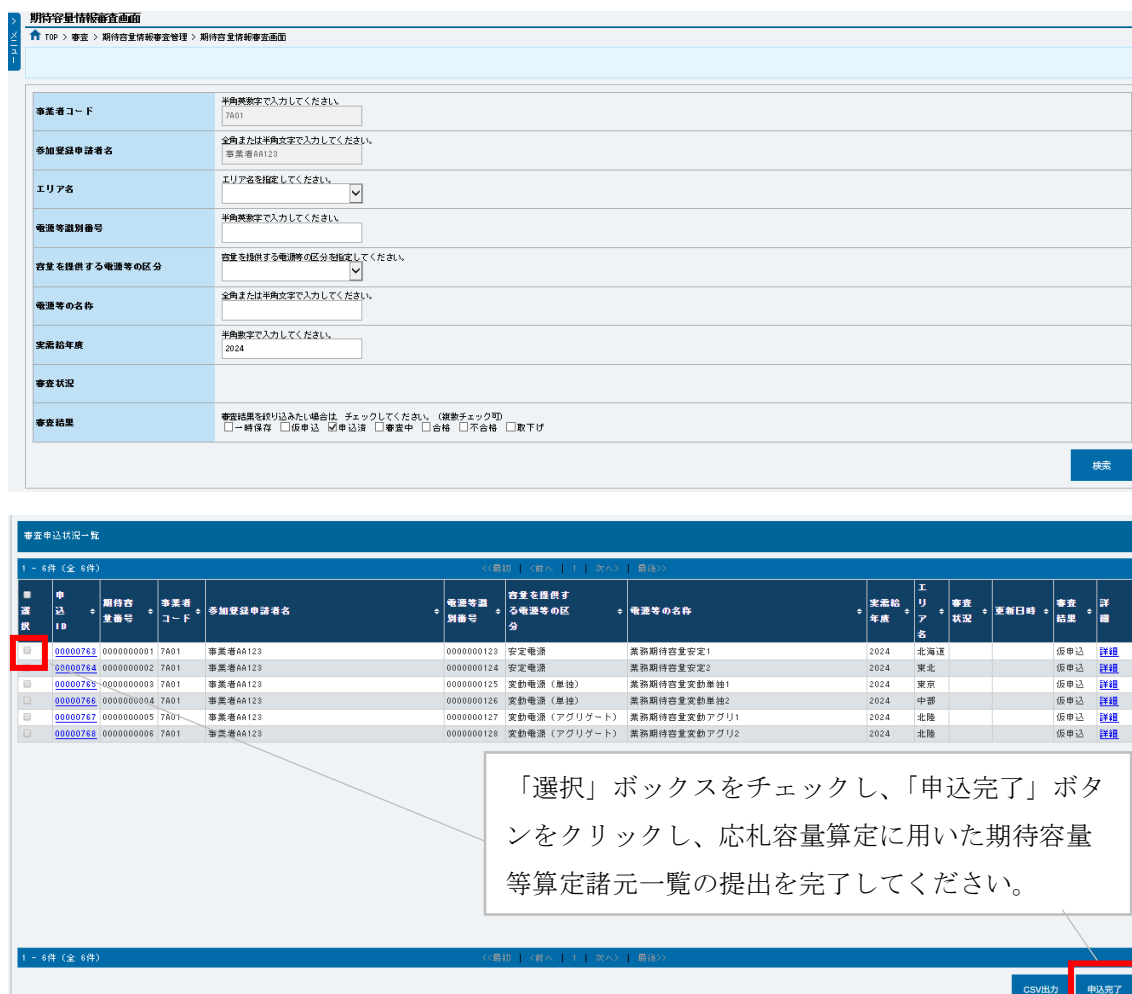 期待容量情報審査画面
メニュー
TOP > 審査 > 期待容量情報審査管理 > 期待容量情報審査画面
事業者コード
半角英数字で入力してください。
7A01
参加登録申請者名
全角または半角文字で入力してください。
事業者AA123
エリア名
エリア名を指定してください。
電源等識別番号
半角英数字で入力してください。
容量を提供する電源等の区分
容量を提供する電源等の区分を指定してください。
電源等の名称
全角または半角文字で入力してください。
実需給年度
半角数字で入力してください。
2024
審査状況
審査結果
審査結果を絞り込みたい場合は、チェックしてください。（複数チェック可）
一時保存 仮申込 申込済 審査中 合格 不合格 取下げ
検索
審査申込状況一覧
1 - 6件（全 6件） <<最初 | <前へ | 1 | 次へ> | 最後>>
選択 申込ID 期待容量番号 事業者コード 参加登録申請者名 電源等識別番号 容量を提供する電源等の区分 電源等の名称 実需給年度 エリア名 審査状況 更新日時 審査結果 詳細
00000763 0000000001 7A01 事業者AA123 0000000123 安定電源 業務期待容量安定1 2024 北海道 仮申込 詳細
00000764 0000000002 7A01 事業者AA123 0000000124 安定電源 業務期待容量安定2 2024 東北 仮申込 詳細
00000765 0000000003 7A01 事業者AA123 0000000125 変動電源（単独） 業務期待容量変動単独1 2024 東京 仮申込 詳細
00000766 0000000004 7A01 事業者AA123 0000000126 変動電源（単独） 業務期待容量変動単独2 2024 中部 仮申込 詳細
00000767 0000000005 7A01 事業者AA123 0000000127 変動電源（アグリゲート） 業務期待容量変動アグリ1 2024 北陸 仮申込 詳細
00000768 0000000006 7A01 事業者AA123 0000000128 変動電源（アグリゲート） 業務期待容量変動アグリ2 2024 北陸 仮申込 詳細
「選択」ボックスをチェックし、「申込完了」ボタ
ンをクリックし、応札容量算定に用いた期待容量
等算定諸元一覧の提出を完了してください。
1 - 6件（全 6件） <<最初 | <前へ | 1 | 次へ> | 最後>>
CSV出力 申込完了